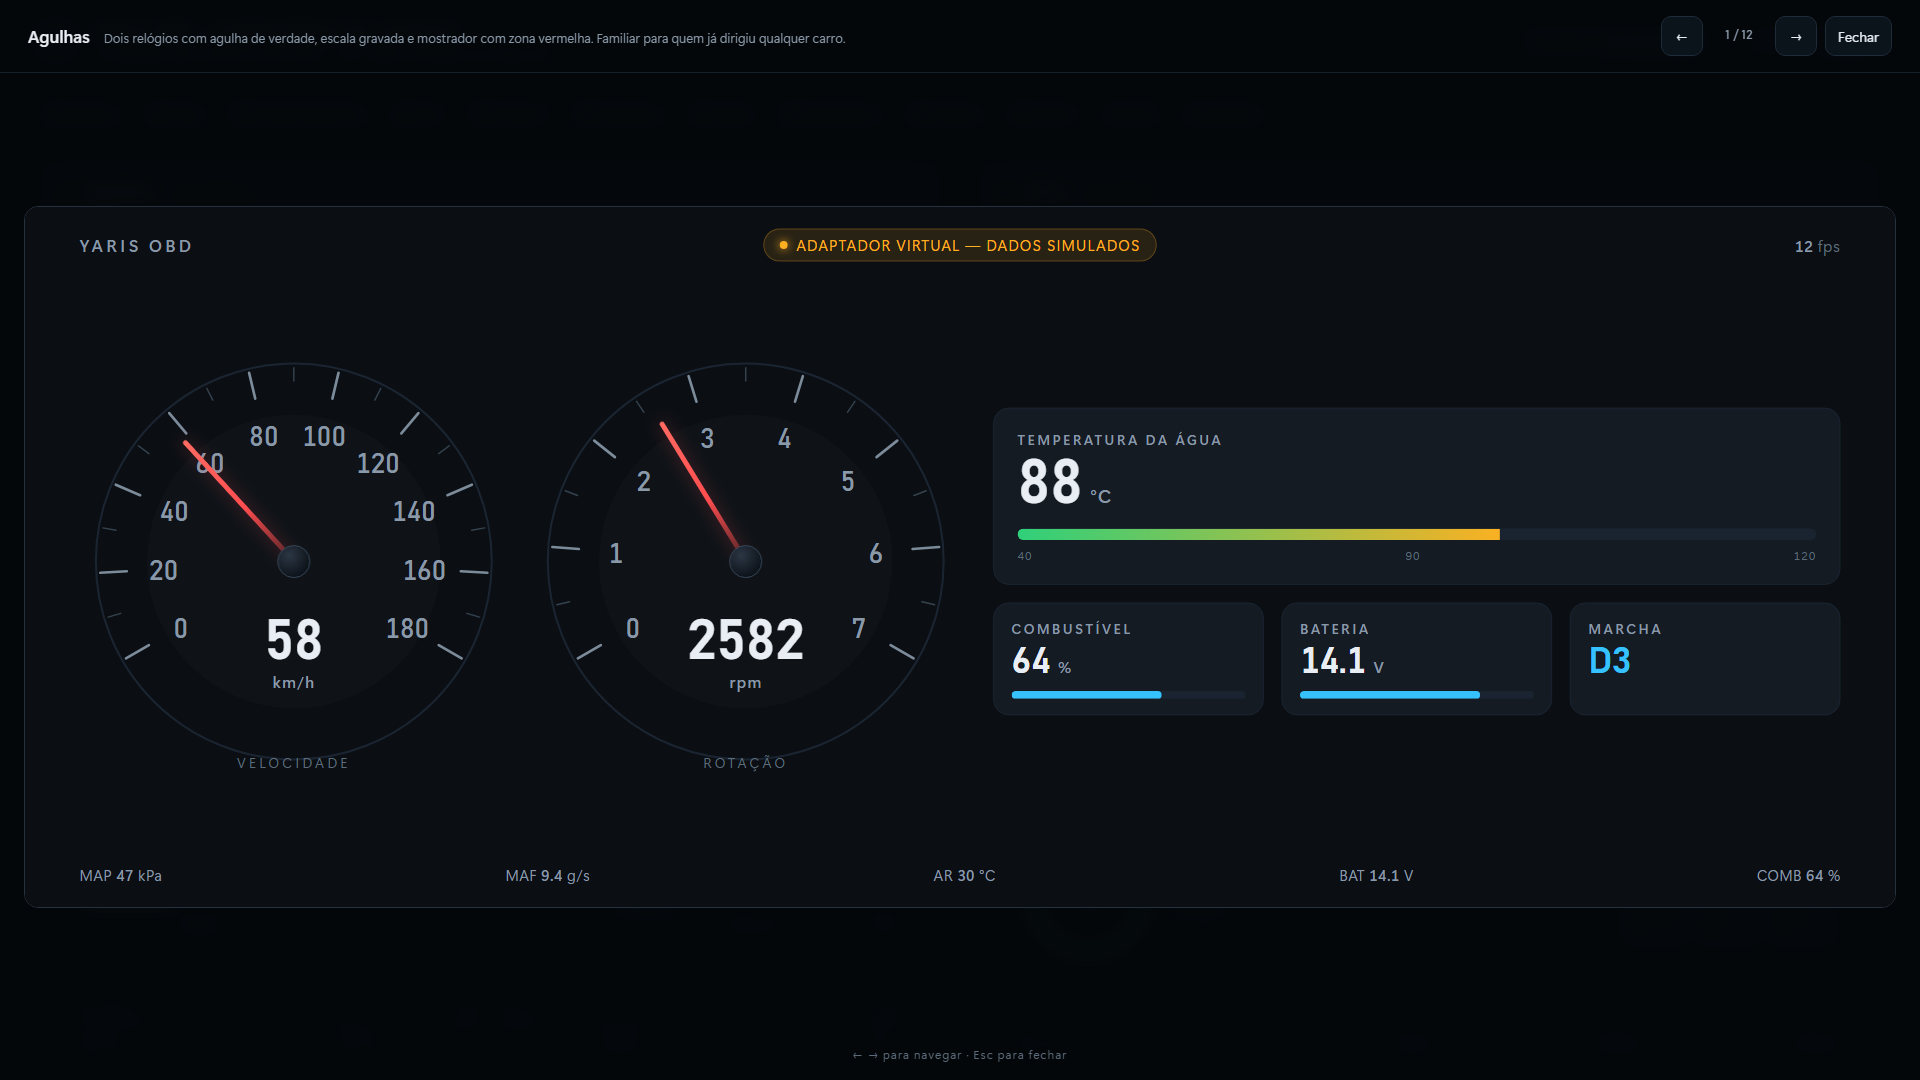 Agulhas Dois relógios com agulha de verdade, escala gravada e mostrador com zona vermelha. Familiar para quem já dirigiu qualquer carro.
← 1 / 12 → Fechar
YARIS OBD
ADAPTADOR VIRTUAL — DADOS SIMULADOS
12 fps
0
20
40
60
80
100
120
140
160
180
58
km/h
VELOCIDADE
0
1
2
3
4
5
6
7
2582
rpm
ROTAÇÃO
TEMPERATURA DA ÁGUA
88 °C
40 90 120
COMBUSTÍVEL
64 %
BATERIA
14.1 V
MARCHA
D3
MAP 47 kPa
MAF 9.4 g/s
AR 30 °C
BAT 14.1 V
COMB 64 %
← → para navegar · Esc para fechar